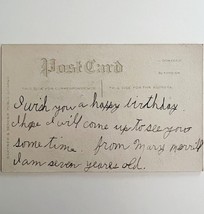 Post Card
I wish you a happy birthday.
I hope I will come up to see you
some time. from Mary Merrill
I am seven years old.